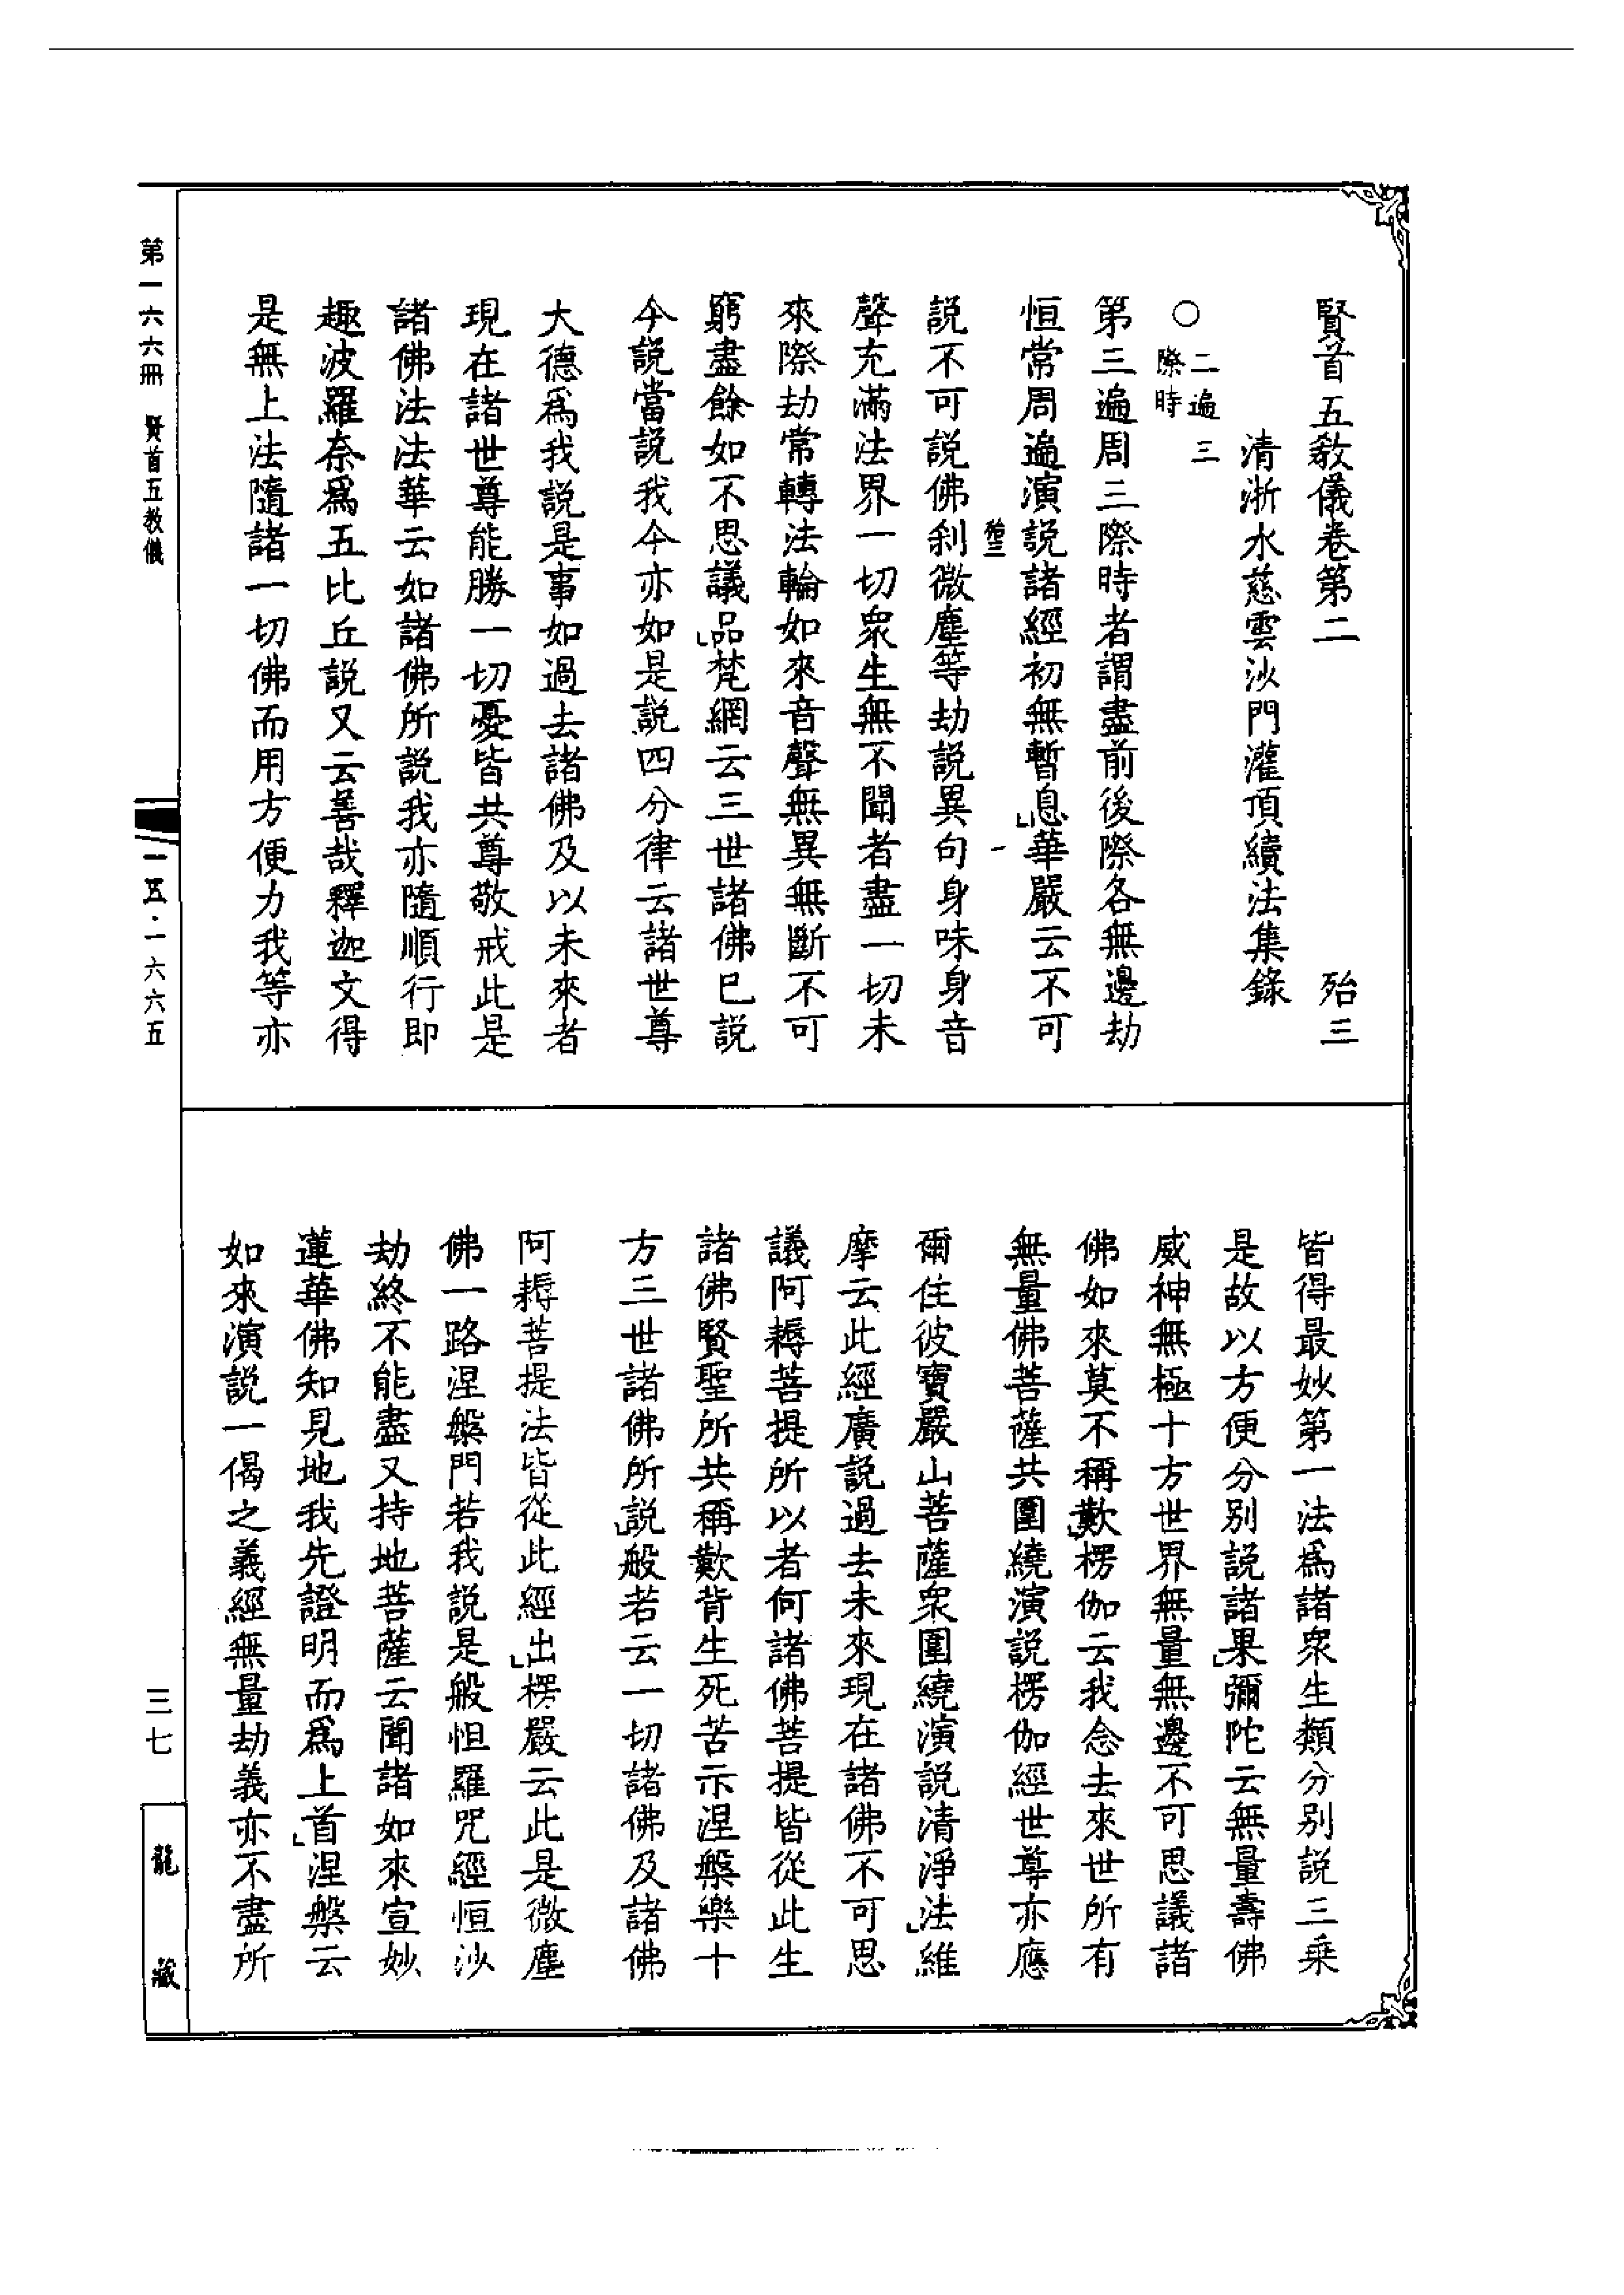 賢首五教儀卷第二　殆三
清浙水慈雲沙門灌頂續法集錄
○二遍三際時
第三遍周三際時者謂盡前後際各無邊劫
恒常周遍演說諸經初無暫息華嚴云不可
說不可說佛剎微塵等劫說異句身味身音
聲充滿法界一切衆生無不聞者盡一切未
來際劫常轉法輪如來音聲無異無斷不可
窮盡餘如不思議品梵網云三世諸佛巳說
今說當說我今亦如是說四分律云諸世尊
大德爲我說是事如過去諸佛及以未來者
現在諸世尊能勝一切憂皆共尊敬戒此是
諸佛法法華云如諸佛所說我亦隨順行即
趣波羅奈爲五比丘說又云善哉釋迦文得
是無上法隨諸一切佛而用方便力我等亦
皆得最妙第一法爲諸衆生類分別說三乘
是故以方便分別說諸果彌陀云無量壽佛
威神無極十方世界無量無邊不可思議諸
佛如來莫不稱歎楞伽云我念去來世所有
無量佛菩薩共圍繞演說楞伽經世尊亦應
爾住彼寶嚴山菩薩衆圍繞演說清淨法維
摩云此經廣說過去未來現在諸佛不可思
議阿耨菩提所以者何諸佛菩提皆從此生
諸佛賢聖所共稱歎背生死苦示涅槃樂十
方三世諸佛所說般若云一切諸佛及諸佛
阿耨菩提法皆從此經出楞嚴云此是微塵
佛一路涅槃門若我說是般怛羅咒經恒沙
劫終不能盡又持地菩薩云聞諸如來宣妙
蓮華佛知見地我先證明而爲上首涅槃云
如來演說一偈之義經無量劫義亦不盡所
第一六六冊　賢首五教儀
一五·一六六五
三七
龍藏